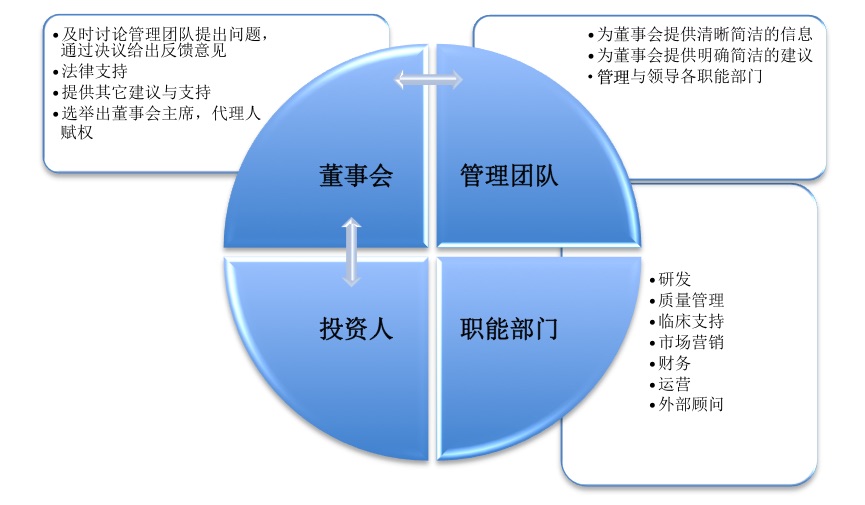 • 及时讨论管理团队提出问题，
通过决议给出反馈意见
• 法律支持
• 提供其它建议与支持
• 选举出董事会主席，代理人
赋权
• 为董事会提供清晰简洁的信息
• 为董事会提供明确简洁的建议
• 管理与领导各职能部门
董事会
管理团队
投资人
职能部门
• 研发
• 质量管理
• 临床支持
• 市场营销
• 财务
• 运营
• 外部顾问